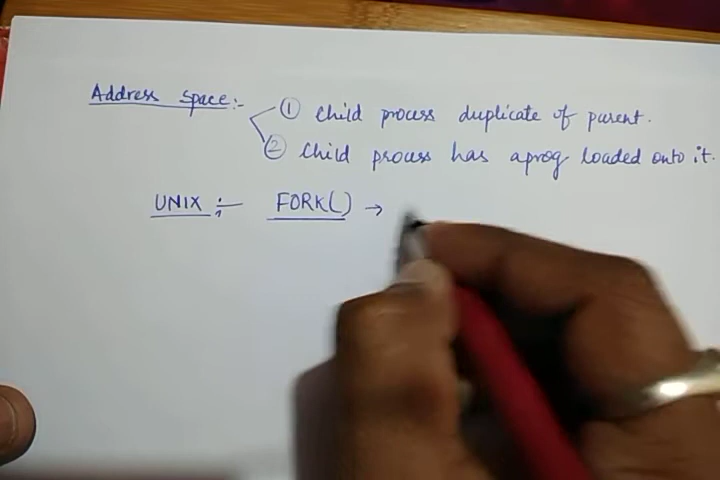 Address space:- ① Child process duplicate of parent.
② Child process has a prog loaded onto it.
UNIX :- FORK() →